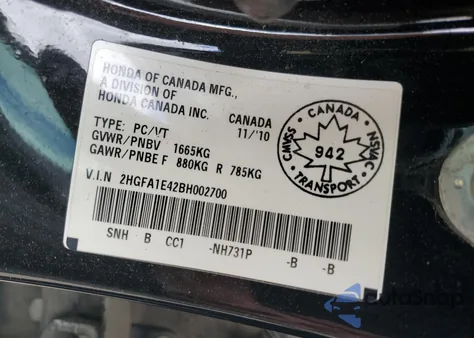 HONDA OF CANADA MFG.,
A DIVISION OF
HONDA CANADA INC. CANADA
11/'10
TYPE: PC/VT
GVWR/PNBV 1665KG
GAWR/PNBE F 880KG R 785KG
V.I.N 2HGFA1E42BH002700
SNH B CC1 -NH731P -B -B
CANADA
CMVSS 942 NSVAC
TRANSPORT
AutoSnap